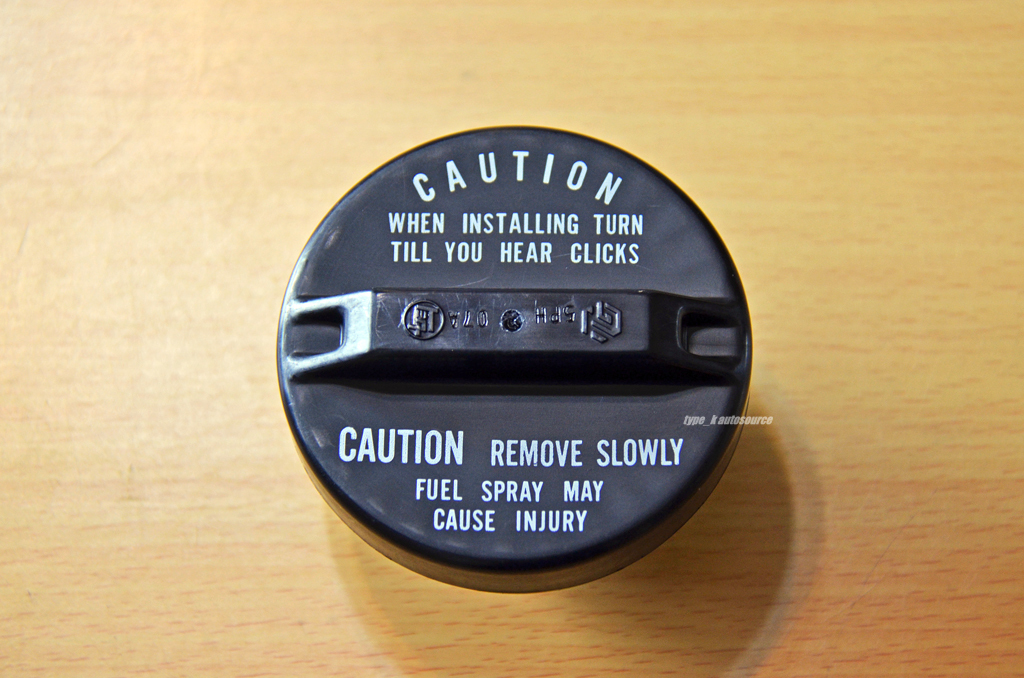 CAUTION
WHEN INSTALLING TURN
TILL YOU HEAR CLICKS
07A 5PH
CAUTION REMOVE SLOWLY
FUEL SPRAY MAY
CAUSE INJURY
type_k autosource